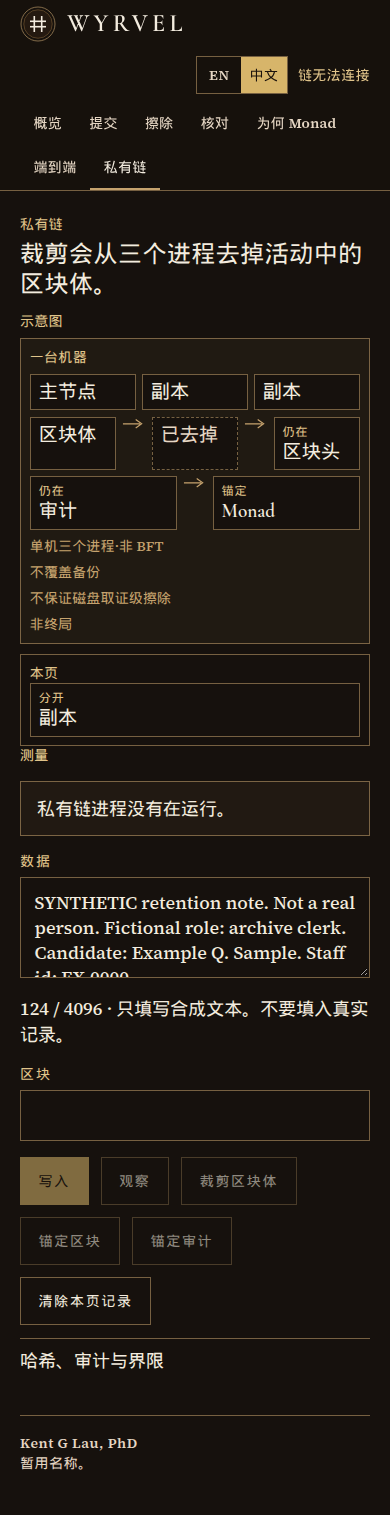 WYRVEL
EN 中文 链无法连接
概览 提交 擦除 核对 为何 Monad
端到端 私有链
私有链
裁剪会从三个进程去掉活动中的
区块体。
示意图
一台机器
主节点 副本 副本
区块体 已去掉 仍在
区块头
仍在 锚定
审计 Monad
单机三个进程·非 BFT
不覆盖备份
不保证磁盘取证级擦除
非终局
本页
分开
副本
测量
私有链进程没有在运行。
数据
SYNTHETIC retention note. Not a real
person. Fictional role: archive clerk.
Candidate: Example Q. Sample. Staff
id: EX-0000
124 / 4096 · 只填写合成文本。不要填入真实
记录。
区块
写入 观察 裁剪区块体
锚定区块 锚定审计
清除本页记录
哈希、审计与界限
Kent G Lau, PhD
暂用名称。